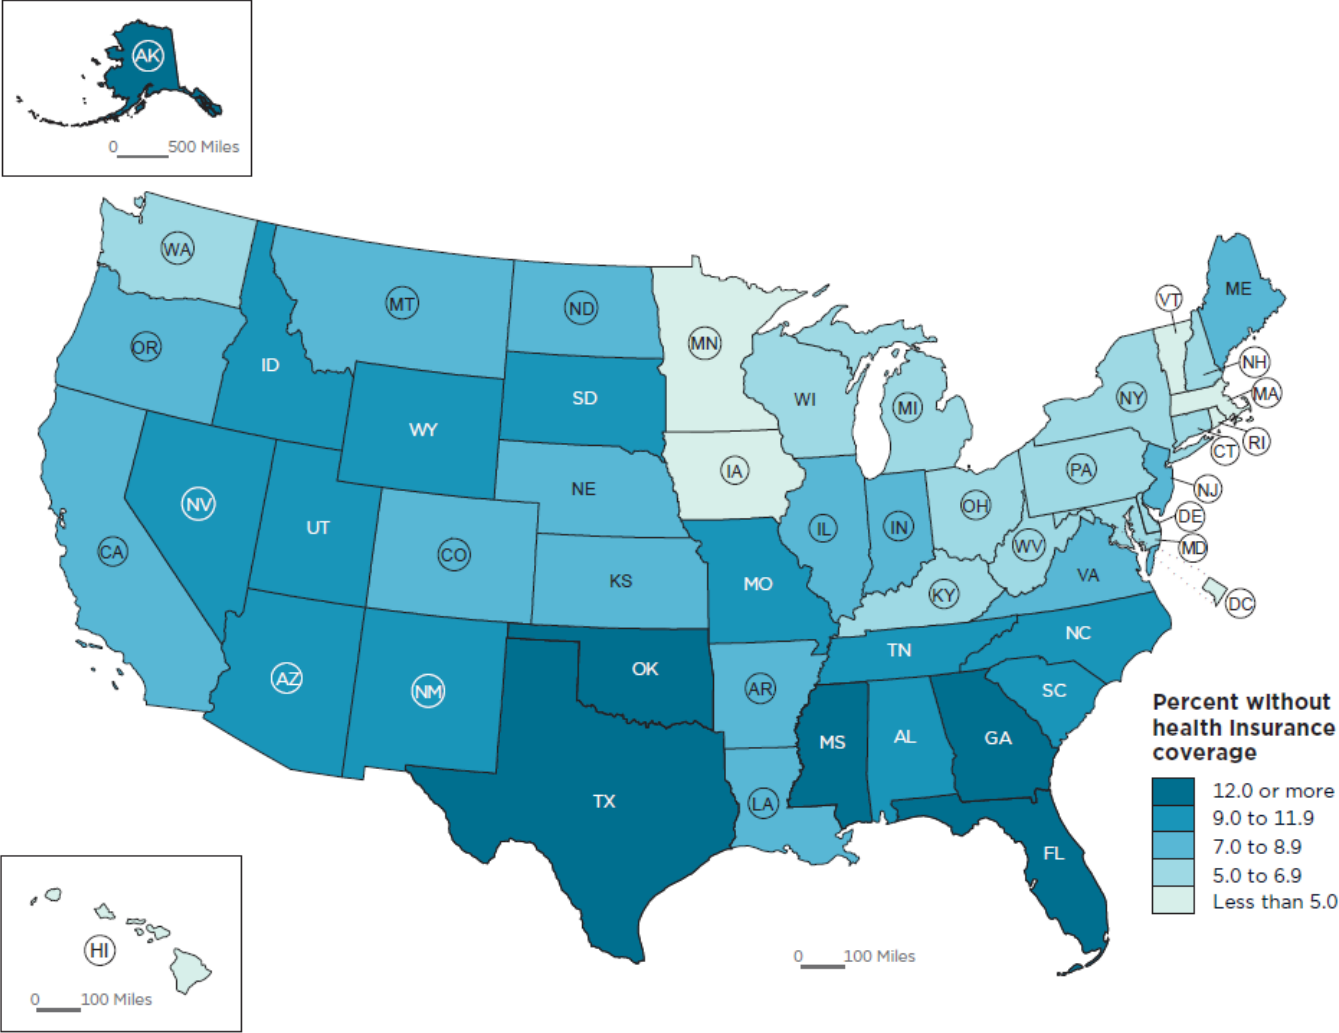 AK
0 500 Miles
WA
MT
ND
MN
VT
ME
OR
ID
SD
WI
MI
NY
NH
MA
WY
IA
PA
RI
CT
NV
UT
NE
IL
IN
OH
NJ
DE
CA
CO
KS
MO
WV
VA
MD
KY
DC
AZ
NM
OK
AR
TN
NC
SC
TX
LA
MS
AL
GA
FL
Percent without
health insurance
coverage
12.0 or more
9.0 to 11.9
7.0 to 8.9
5.0 to 6.9
Less than 5.0
HI
0 100 Miles
0 100 Miles